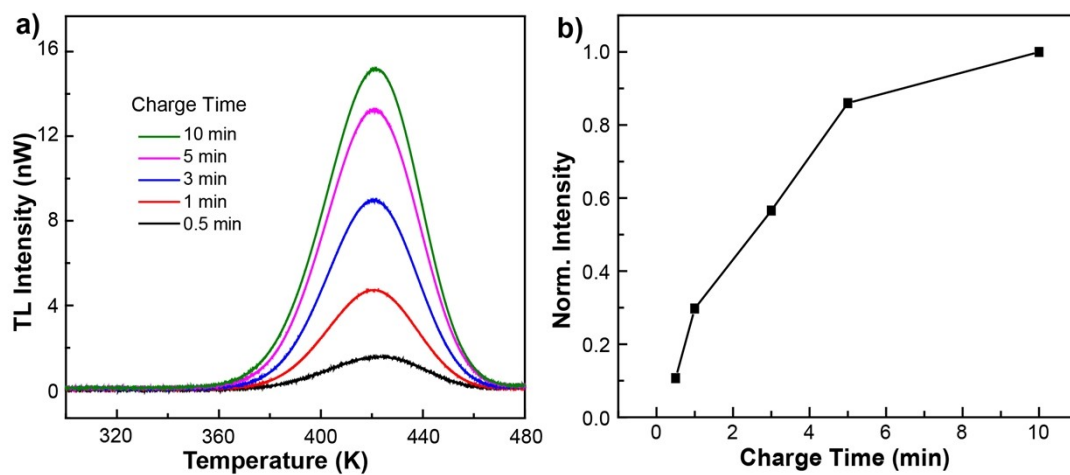 a)
16
12
8
4
0
TL Intensity (nW)
Charge Time
10 min
5 min
3 min
1 min
0.5 min
320
360
400
440
480
Temperature (K)
b)
1.0
0.8
0.6
0.4
0.2
0.0
Norm. Intensity
0
2
4
6
8
10
Charge Time (min)